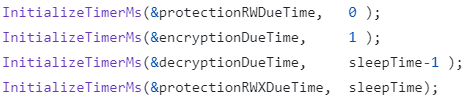 InitializeTimerMs(&protectionRWDueTime,   0 );
InitializeTimerMs(&encryptionDueTime,     1 );
InitializeTimerMs(&decryptionDueTime,     sleepTime-1 );
InitializeTimerMs(&protectionRWXDueTime,  sleepTime);